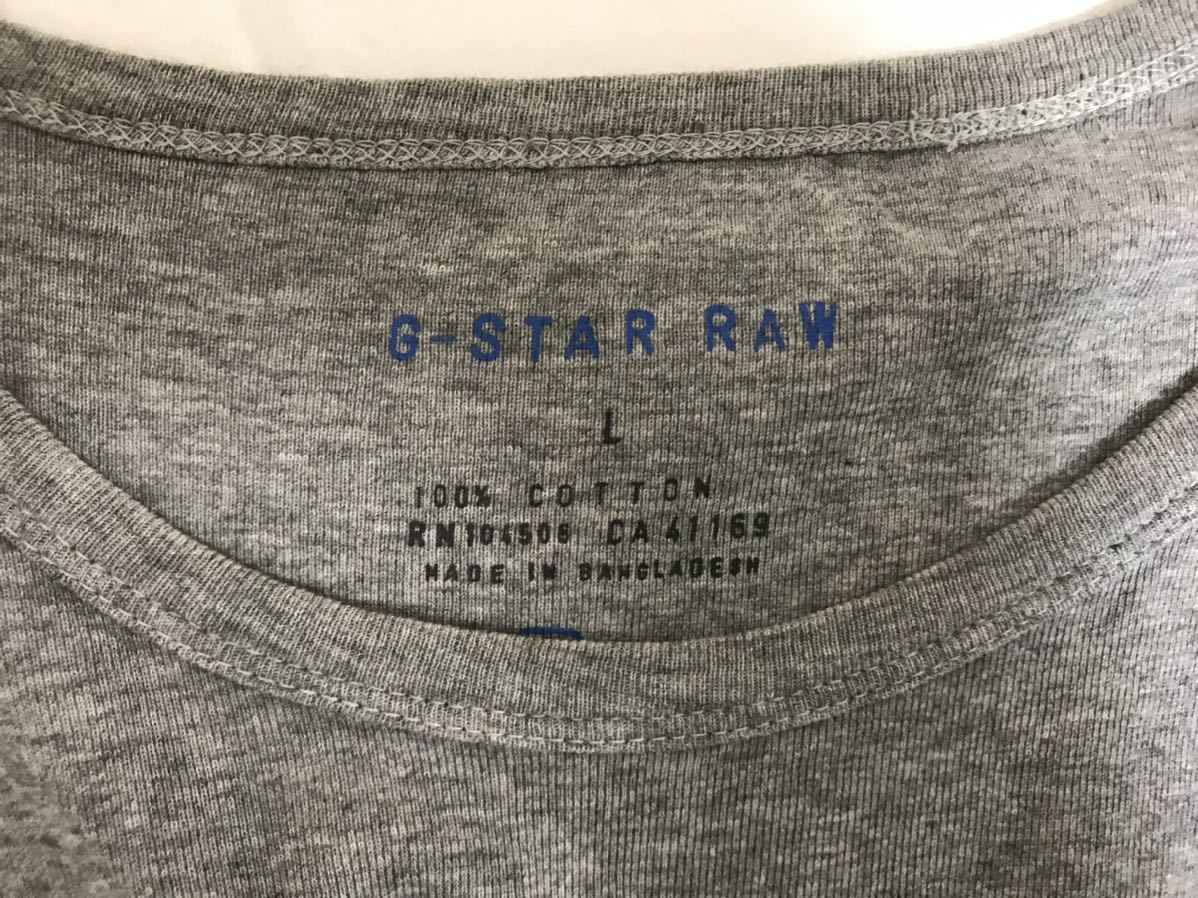 G-STAR RAW
L
100% COTTON
RN104506 CA 41169
MADE IN BANGLADESH